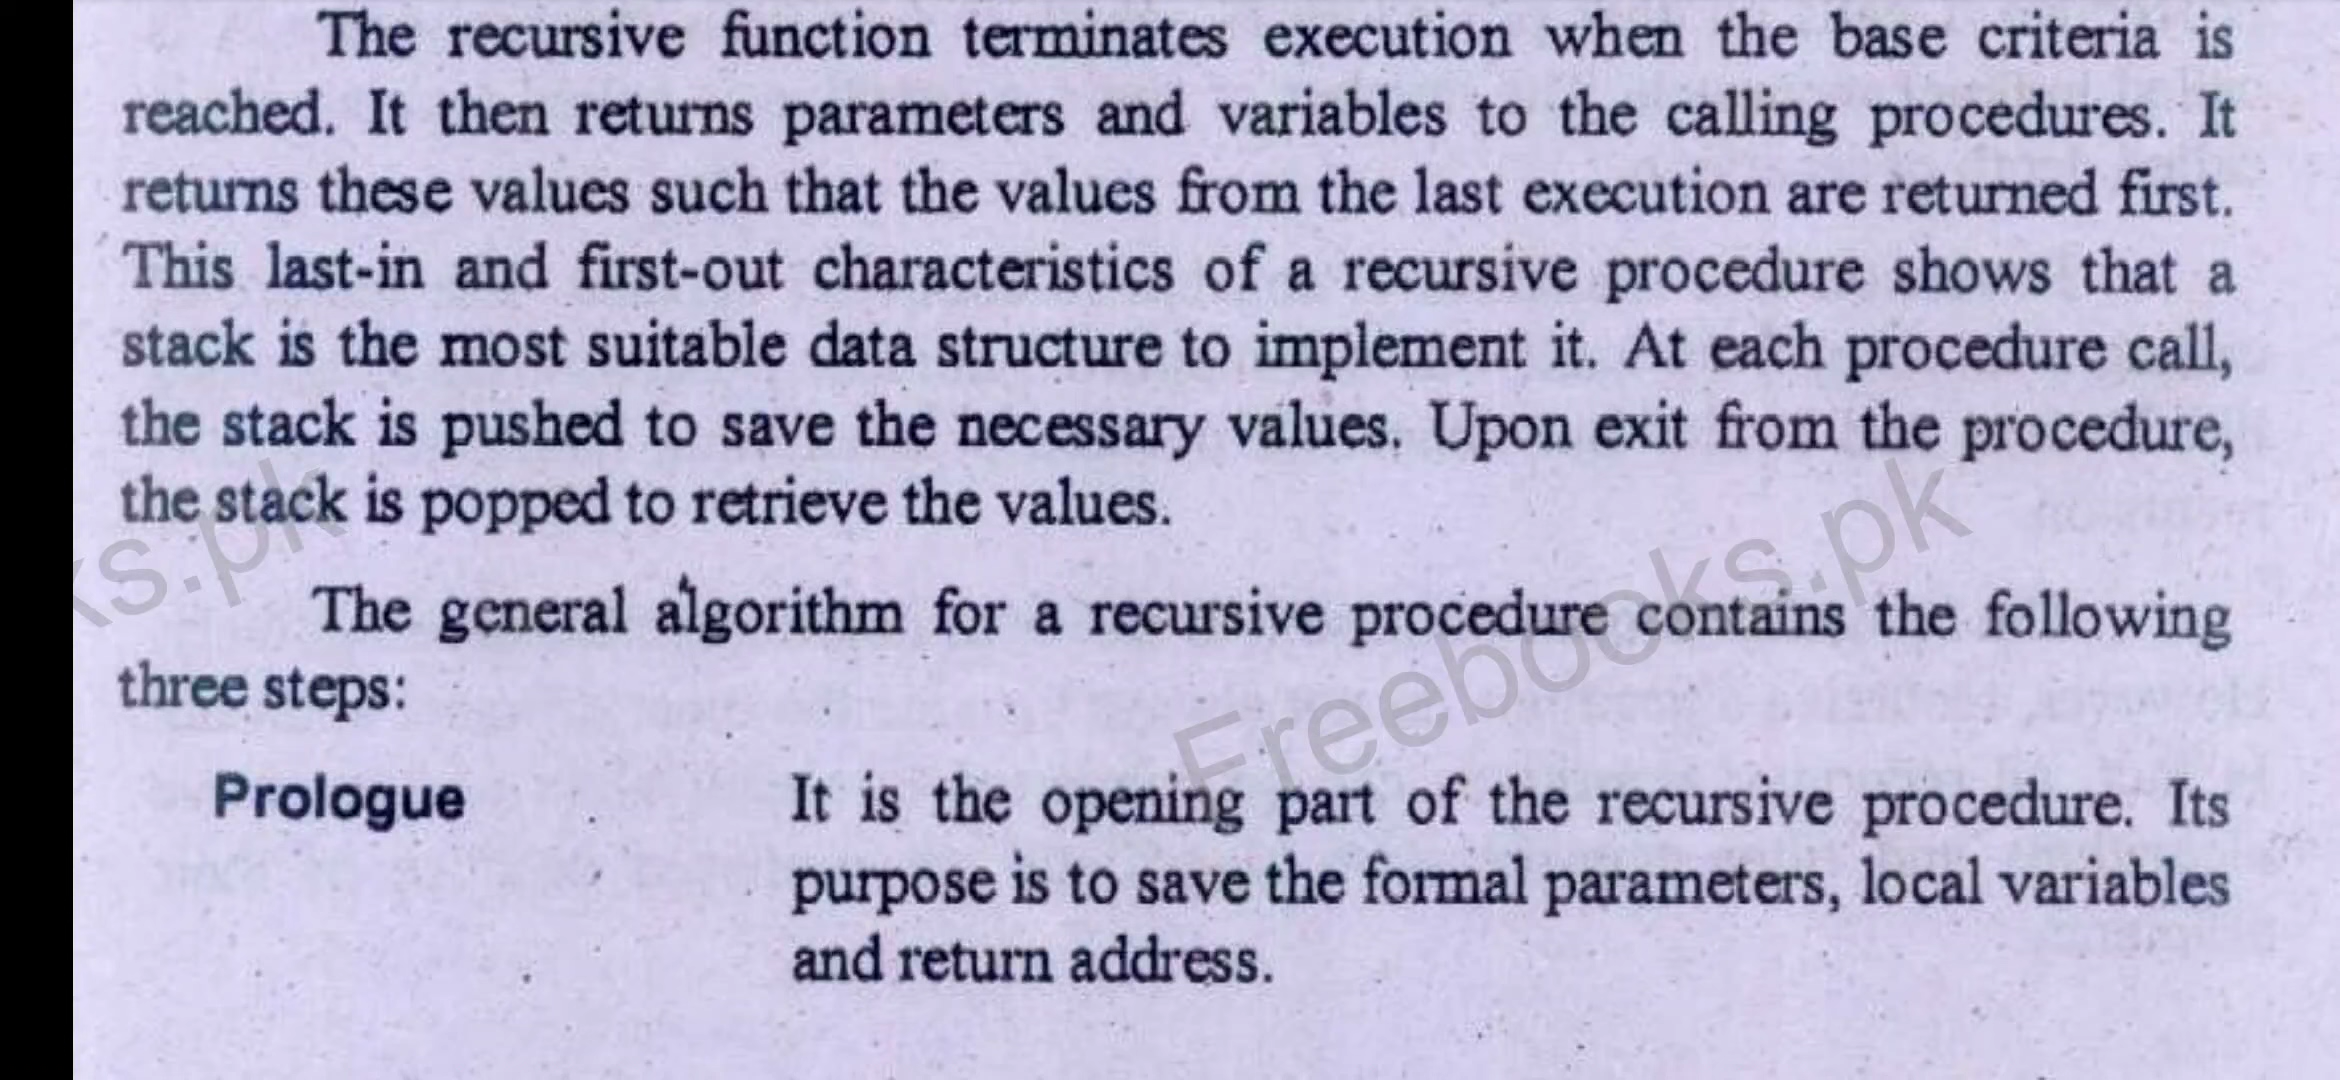 The recursive function terminates execution when the base criteria is
reached. It then returns parameters and variables to the calling procedures. It
returns these values such that the values from the last execution are returned first.
This last-in and first-out characteristics of a recursive procedure shows that a
stack is the most suitable data structure to implement it. At each procedure call,
the stack is pushed to save the necessary values. Upon exit from the procedure,
the stack is popped to retrieve the values.
ks.pk
Freebooks.pk
The general algorithm for a recursive procedure contains the following
three steps:
Prologue It is the opening part of the recursive procedure. Its
purpose is to save the formal parameters, local variables
and return address.